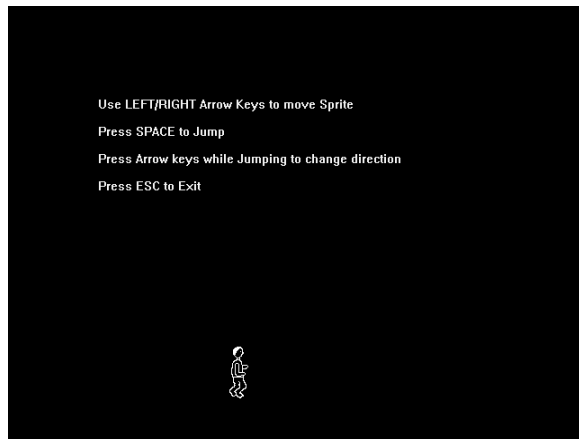 Use LEFT/RIGHT Arrow Keys to move Sprite
Press SPACE to Jump
Press Arrow keys while Jumping to change direction
Press ESC to Exit